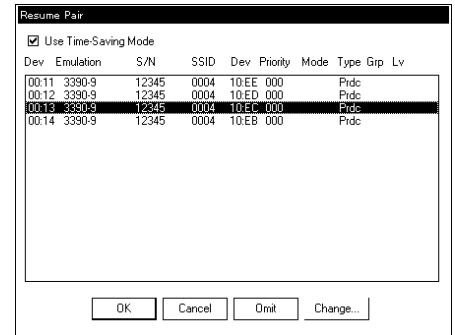 Resume Pair
Use Time-Saving Mode
Dev Emulation S/N SSID Dev Priority Mode Type Grp Lv
00:11 3390-9 12345 0004 10:EE 000 Prdc
00:12 3390-9 12345 0004 10:ED 000 Prdc
00:13 3390-9 12345 0004 10:EC 000 Prdc
00:14 3390-9 12345 0004 10:EB 000 Prdc
OK Cancel Omit Change...